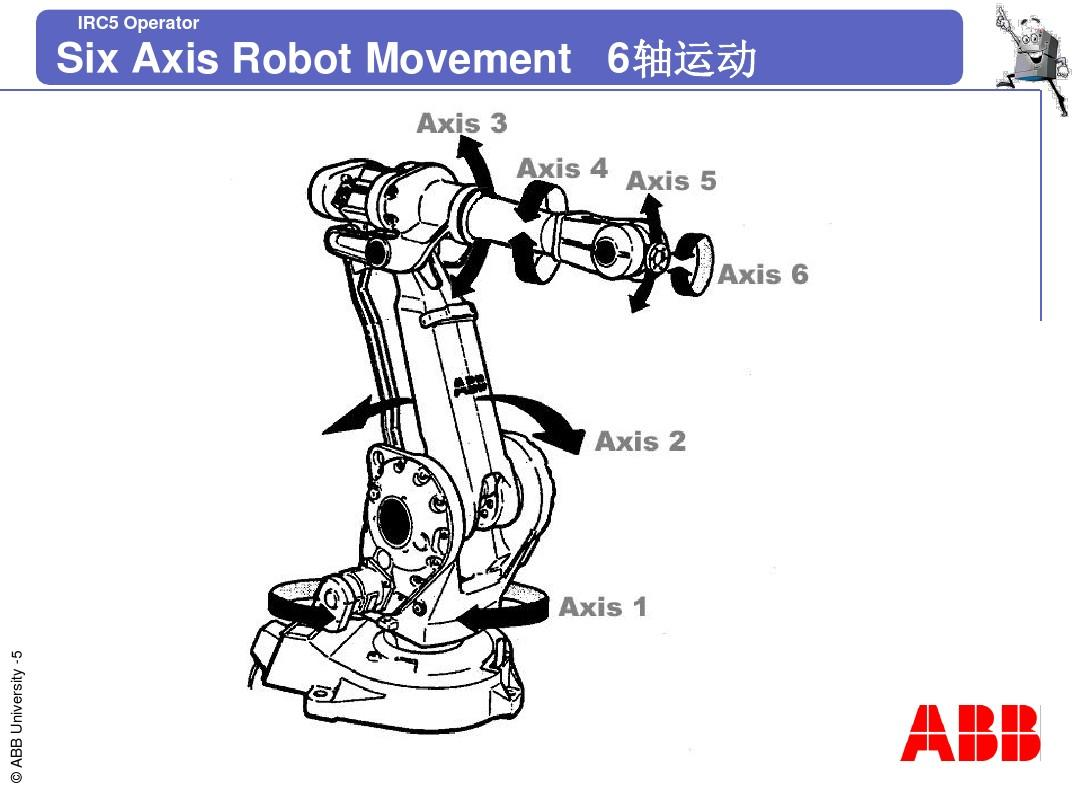 IRC5 Operator
Six Axis Robot Movement 6轴运动
Axis 3
Axis 4
Axis 5
Axis 6
ABB
Axis 2
Axis 1
© ABB University -5
ABB